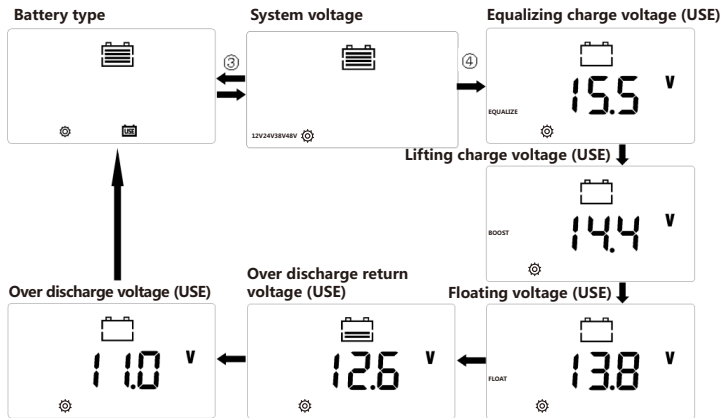 Battery type
System voltage
Equalizing charge voltage (USE)
USE
③
12V24V38V48V
④
EQUALIZE
15.5 V
Lifting charge voltage (USE)
BOOST
14.4 V
Over discharge voltage (USE)
Over discharge return
voltage (USE)
Floating voltage (USE)
11.0 V
12.6 V
FLOAT
13.8 V